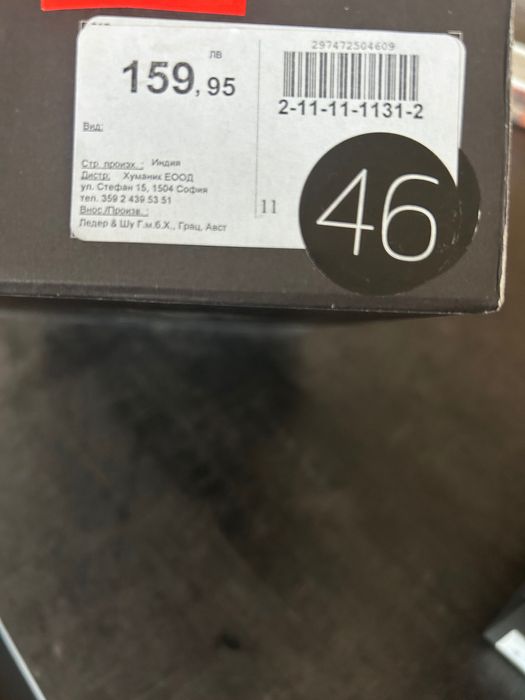 лв
159,95
Вид:
Стр. произх. : Индия
Дистр: Хуманик ЕООД
ул. Стефан 15, 1504 София
тел. 359 2 439 53 51
Внос./Произв. :
Ледер & Шу Г.м.б.Х., Грац, Авст
297472504609
2-11-11-1131-2
11
46